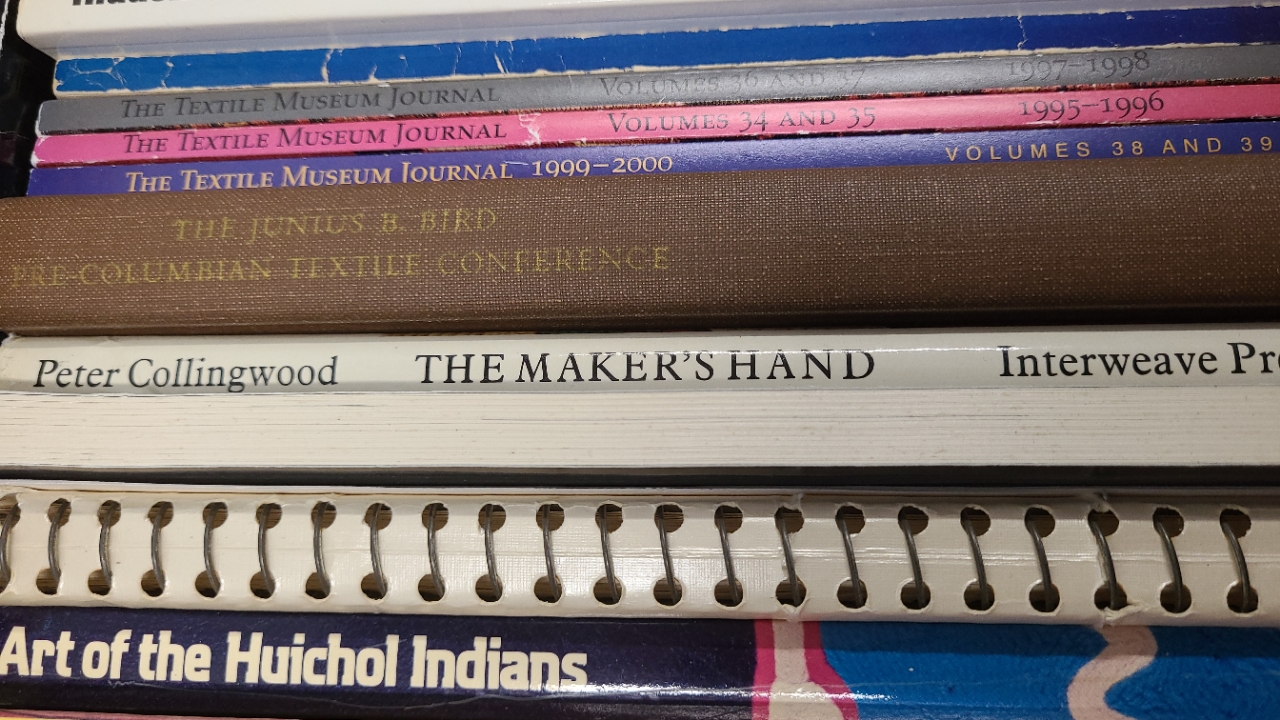 THE TEXTILE MUSEUM JOURNAL VOLUMES 36 AND 37 1997–1998
THE TEXTILE MUSEUM JOURNAL VOLUMES 34 AND 35 1995–1996
THE TEXTILE MUSEUM JOURNAL 1999–2000 VOLUMES 38 AND 39
THE JUNIUS B. BIRD
PRE-COLUMBIAN TEXTILE CONFERENCE
Peter Collingwood THE MAKER'S HAND Interweave Pre
Art of the Huichol Indians